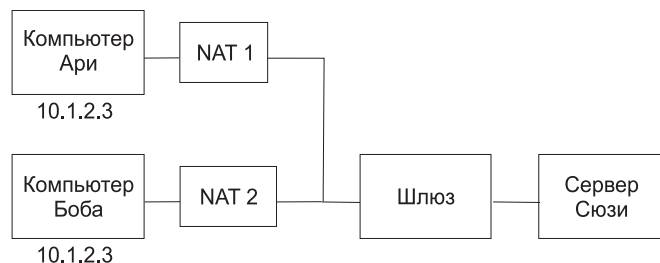 Компьютер
Ари
NAT 1
10.1.2.3
Компьютер
Боба
NAT 2
Шлюз
Сервер
Сюзи
10.1.2.3